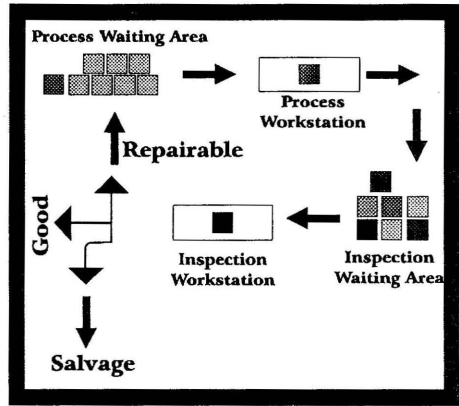 Process Waiting Area
Process
Workstation
Repairable
Good
Inspection
Workstation
Inspection
Waiting Area
Salvage